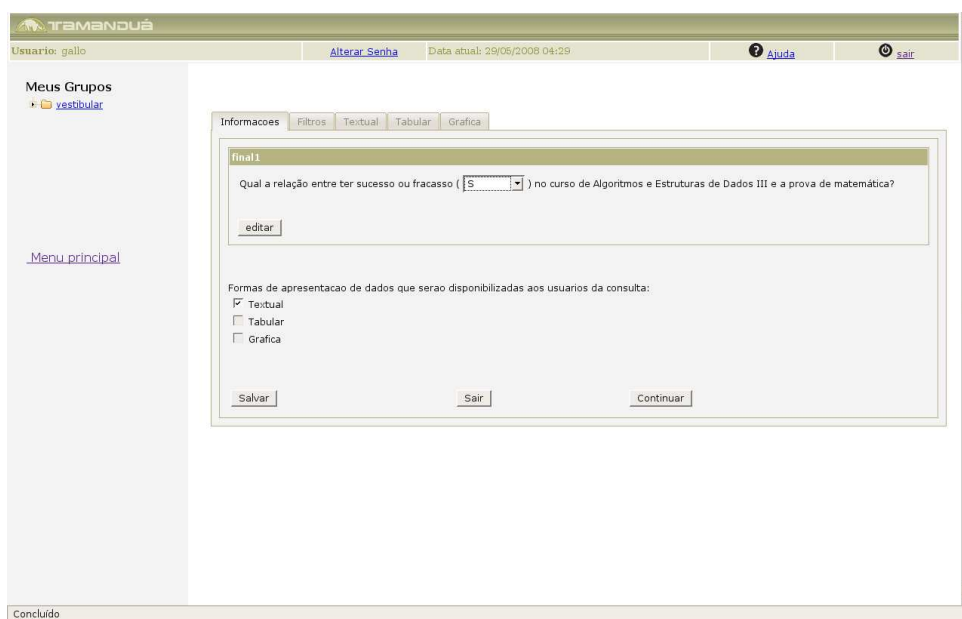 TAMANDUÁ
Usuario: gallo Alterar Senha Data atual: 29/05/2008 04:29 Ajuda sair
Meus Grupos
vestibular
Menu principal
Informacoes Filtros Textual Tabular Grafica
final1
Qual a relação entre ter sucesso ou fracasso ( S ) no curso de Algoritmos e Estruturas de Dados III e a prova de matemática?
editar
Formas de apresentacao de dados que serao disponibilizadas aos usuarios da consulta:
Textual
Tabular
Grafica
Salvar Sair Continuar
Concluído